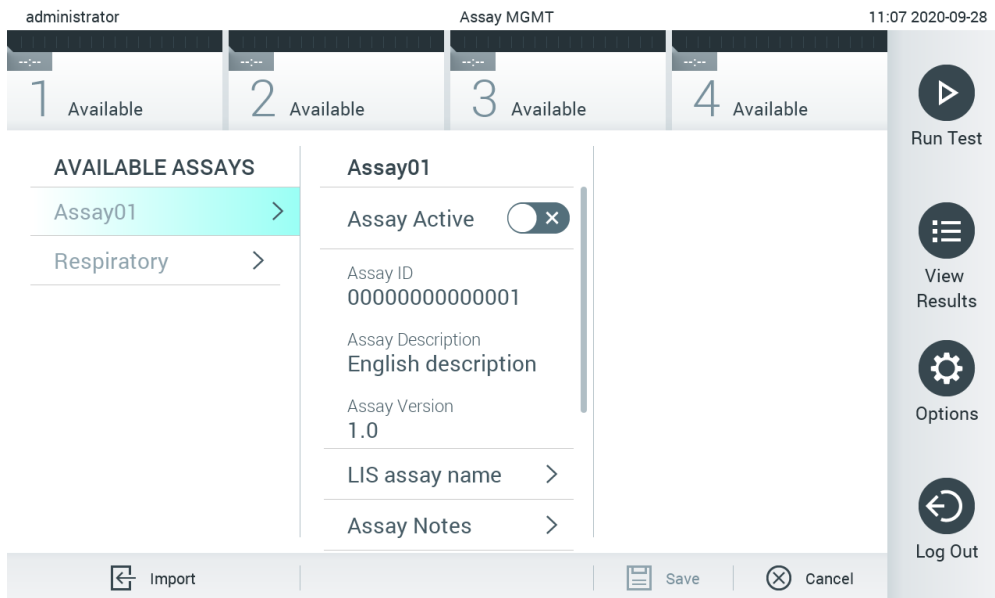 administrator
Assay MGMT
11:07 2020-09-28
--:--
1 Available
--:--
2 Available
--:--
3 Available
--:--
4 Available
AVAILABLE ASSAYS
Assay01
Respiratory
Assay01
Assay Active
Assay ID
00000000000001
Assay Description
English description
Assay Version
1.0
LIS assay name
Assay Notes
Run Test
View
Results
Options
Log Out
Import
Save
Cancel